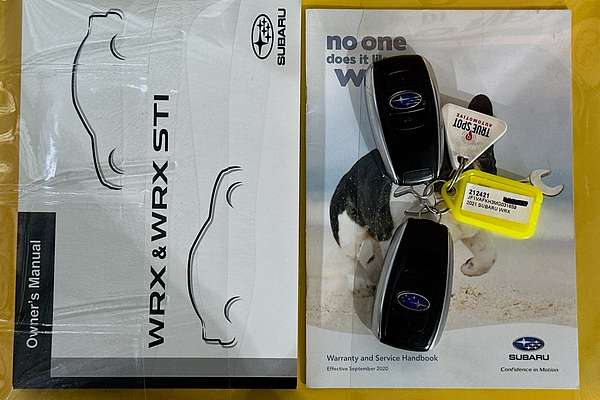 SUBARU
WRX & WRX STI
Owner's Manual
no one
does it
TRUE SPOT
AUTOMOTIVE
212421
2021 SUBARU WRX
Warranty and Service Handbook
Effective September 2020
SUBARU
Confidence in Motion